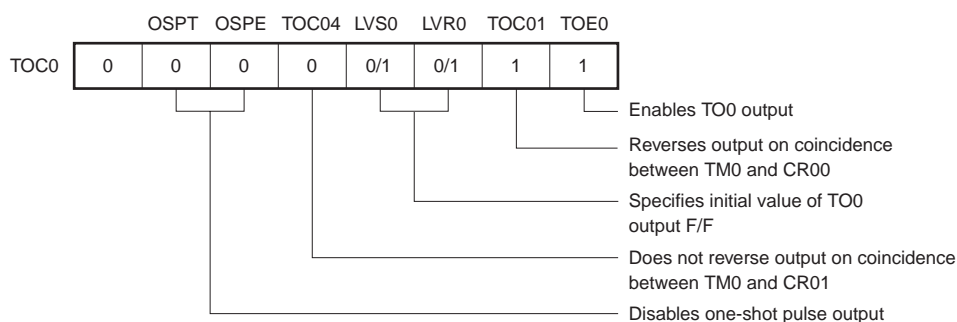 OSPT OSPE TOC04 LVS0 LVR0 TOC01 TOE0
TOC0 0 0 0 0 0/1 0/1 1 1
Enables TO0 output
Reverses output on coincidence
between TM0 and CR00
Specifies initial value of TO0
output F/F
Does not reverse output on coincidence
between TM0 and CR01
Disables one-shot pulse output